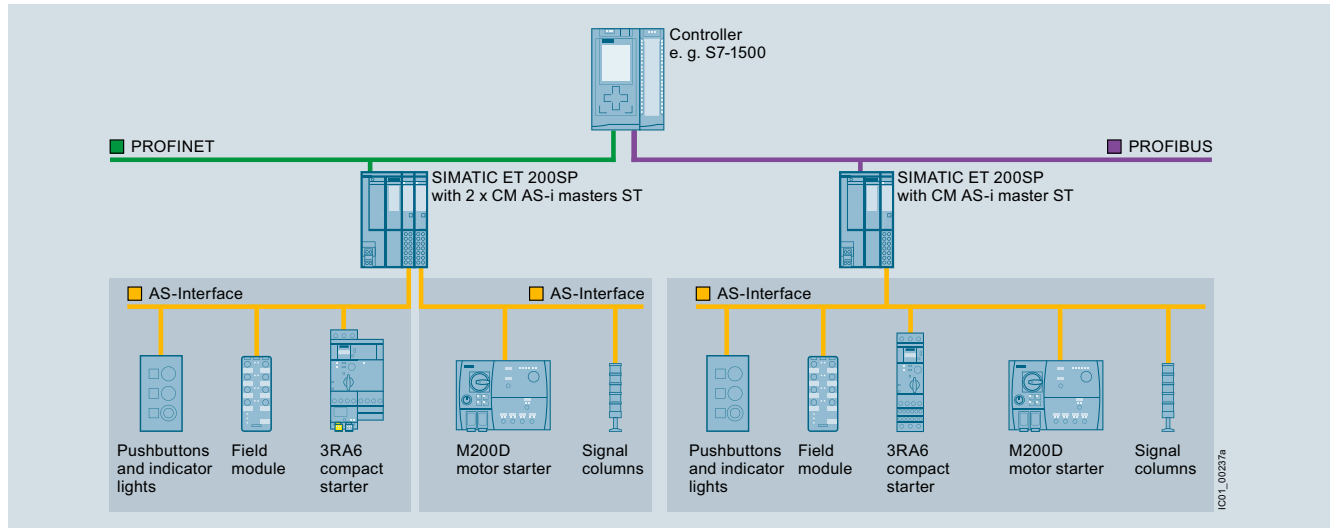 Controller
e. g. S7-1500
PROFINET
PROFIBUS
SIMATIC ET 200SP
with 2 x CM AS-i masters ST
SIMATIC ET 200SP
with CM AS-i master ST
AS-Interface
AS-Interface
AS-Interface
Pushbuttons
and indicator
lights
Field
module
3RA6
compact
starter
M200D
motor starter
Signal
columns
Pushbuttons
and indicator
lights
Field
module
3RA6
compact
starter
M200D
motor starter
Signal
columns
IC01_00237a